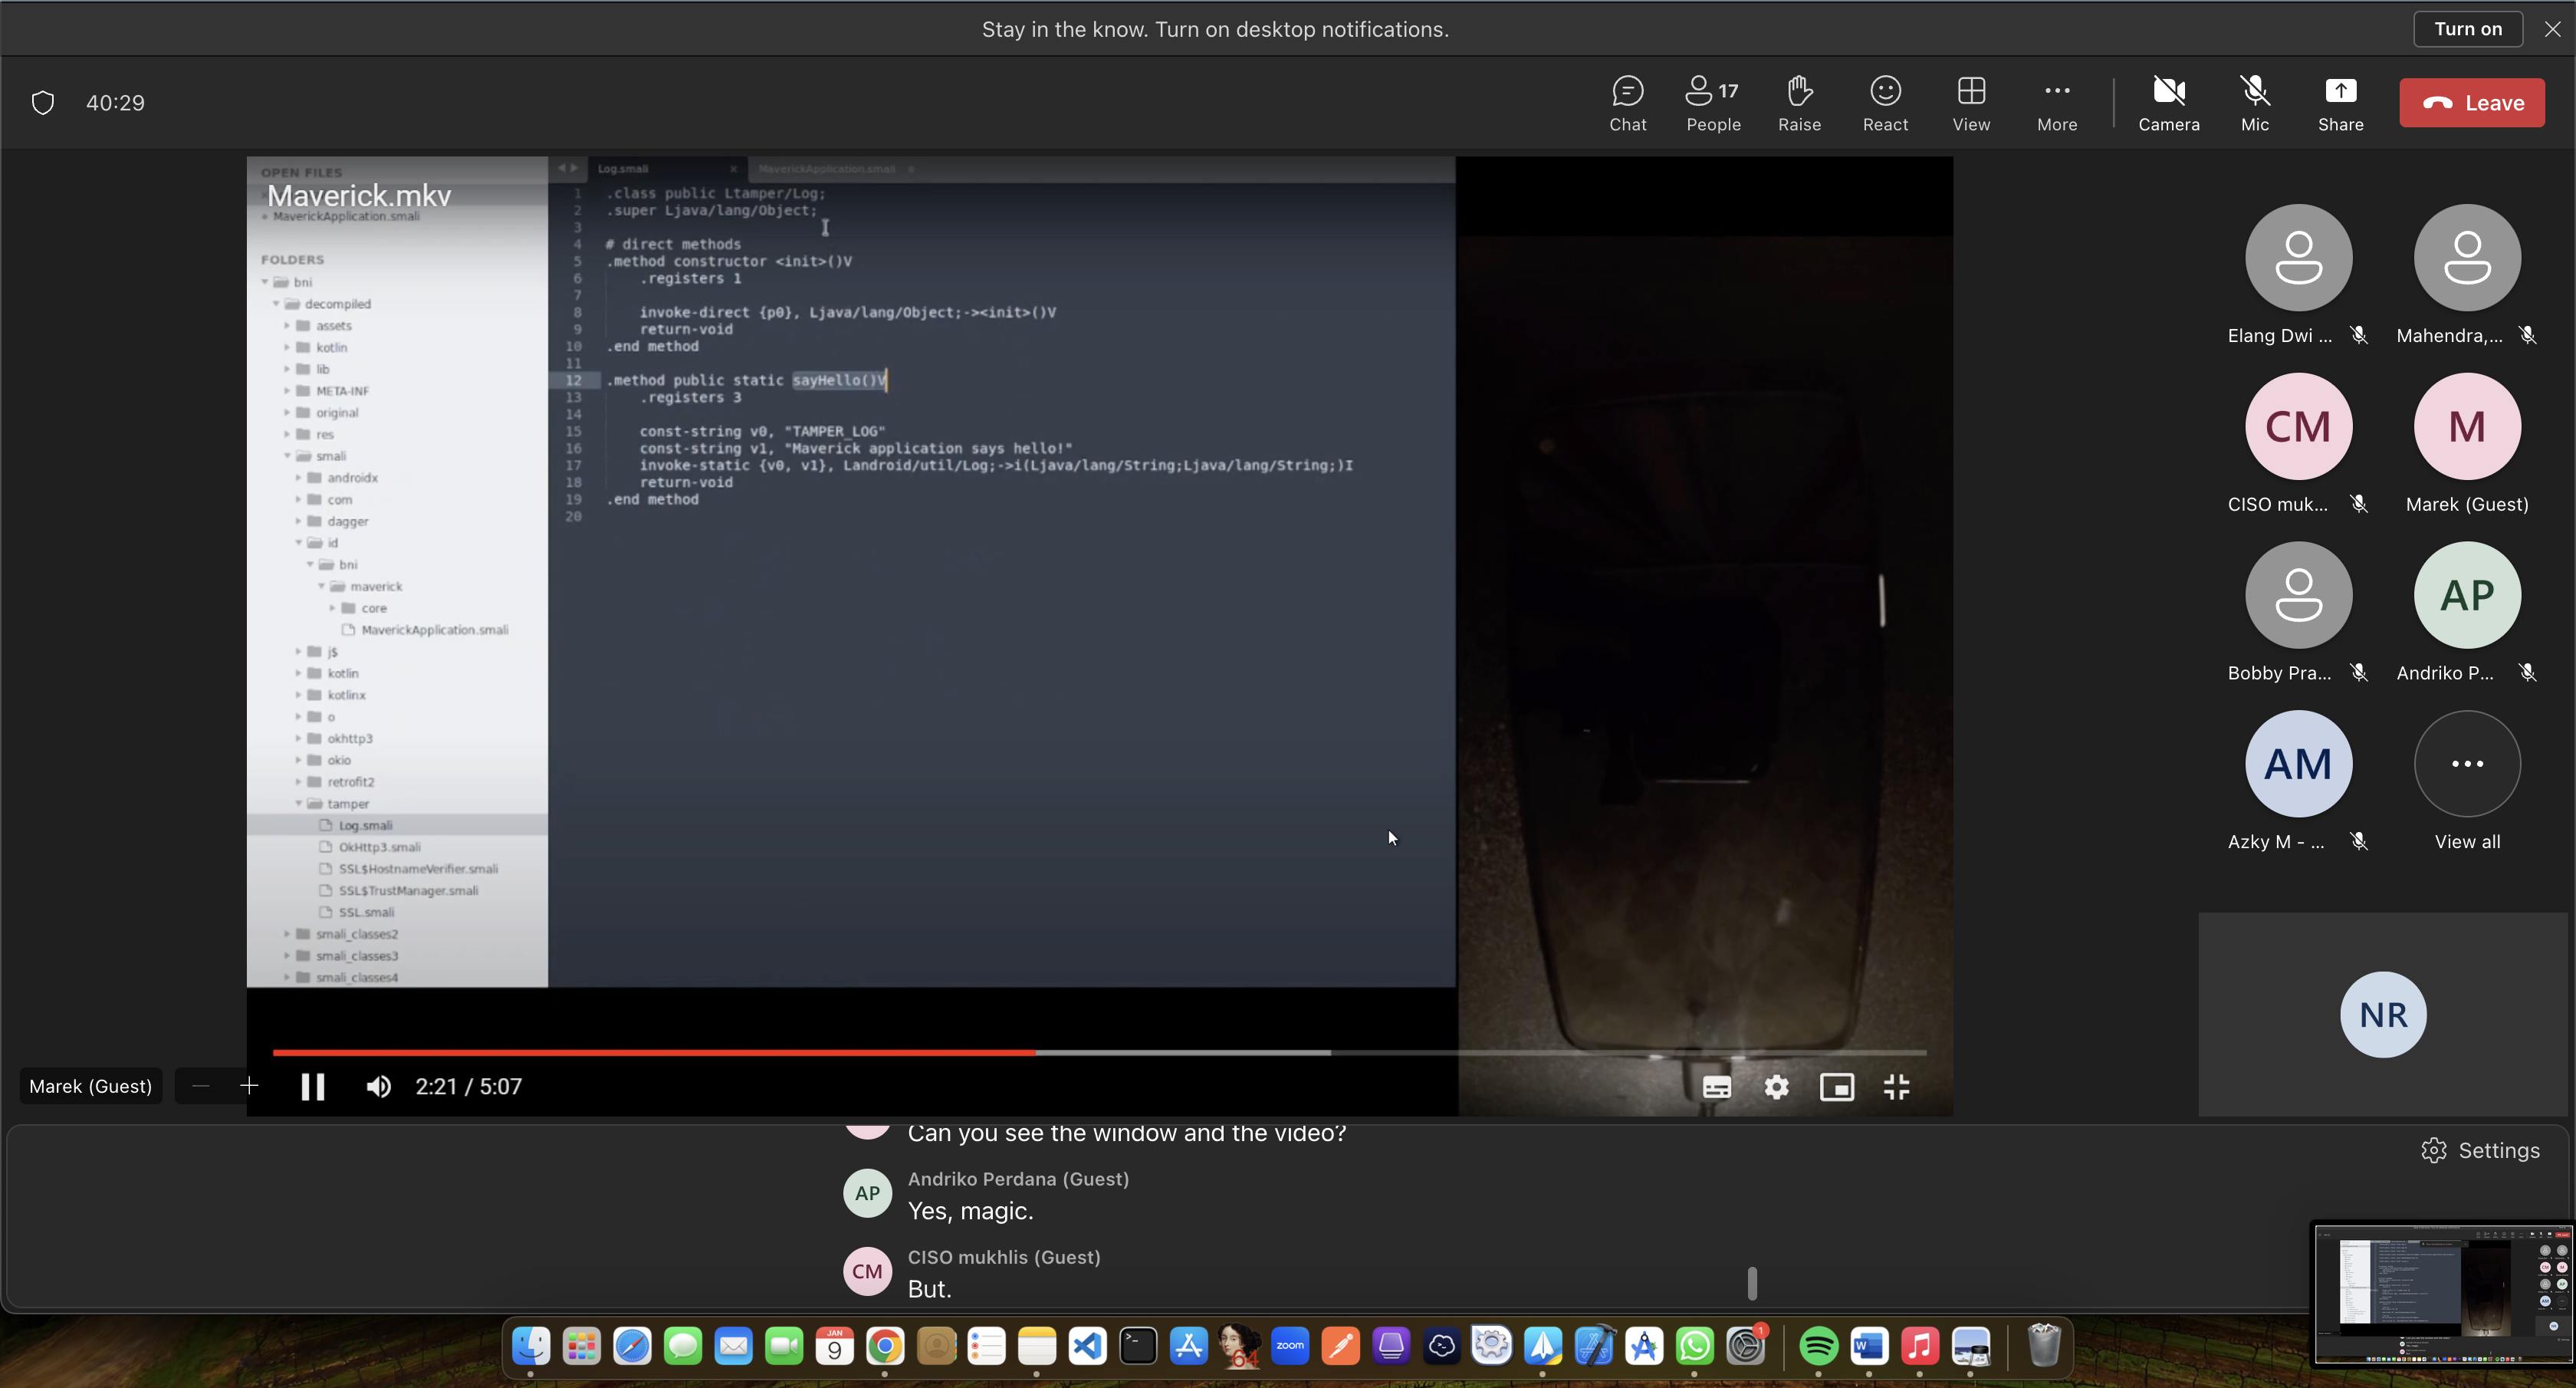 Stay in the know. Turn on desktop notifications.
Turn on
40:29
Chat
People
17
Raise
React
View
More
Camera
Mic
Share
Leave
OPEN FILES
Maverick.mkv
MaverickApplication.smali
FOLDERS
bni
decompiled
assets
kotlin
lib
META-INF
original
res
smali
androidx
com
dagger
id
bni
maverick
core
MaverickApplication.smali
j$
kotlin
kotlinx
o
okhttp3
okio
retrofit2
tamper
Log.smali
OkHttp3.smali
SSL$HostnameVerifier.smali
SSL$TrustManager.smali
SSL.smali
smali_classes2
smali_classes3
smali_classes4
Log.smali
MaverickApplication.smali
1 .class public Ltamper/Log;
2 .super Ljava/lang/Object;
3
4 # direct methods
5 .method constructor <init>()V
6 .registers 1
7
8 invoke-direct {p0}, Ljava/lang/Object;-><init>()V
9 return-void
10 .end method
11
12 .method public static sayHello()V
13 .registers 3
14
15 const-string v0, "TAMPER_LOG"
16 const-string v1, "Maverick application says hello!"
17 invoke-static {v0, v1}, Landroid/util/Log;->i(Ljava/lang/String;Ljava/lang/String;)I
18 return-void
19 .end method
20
2:21 / 5:07
Marek (Guest)
Elang Dwi ...
Mahendra,...
CM
CISO muk...
M
Marek (Guest)
Bobby Pra...
AP
Andriko P...
AM
Azky M - ...
View all
NR
Can you see the window and the video?
AP
Andriko Perdana (Guest)
Yes, magic.
CM
CISO mukhlis (Guest)
But.
Settings
JAN
9
64
zoom
1